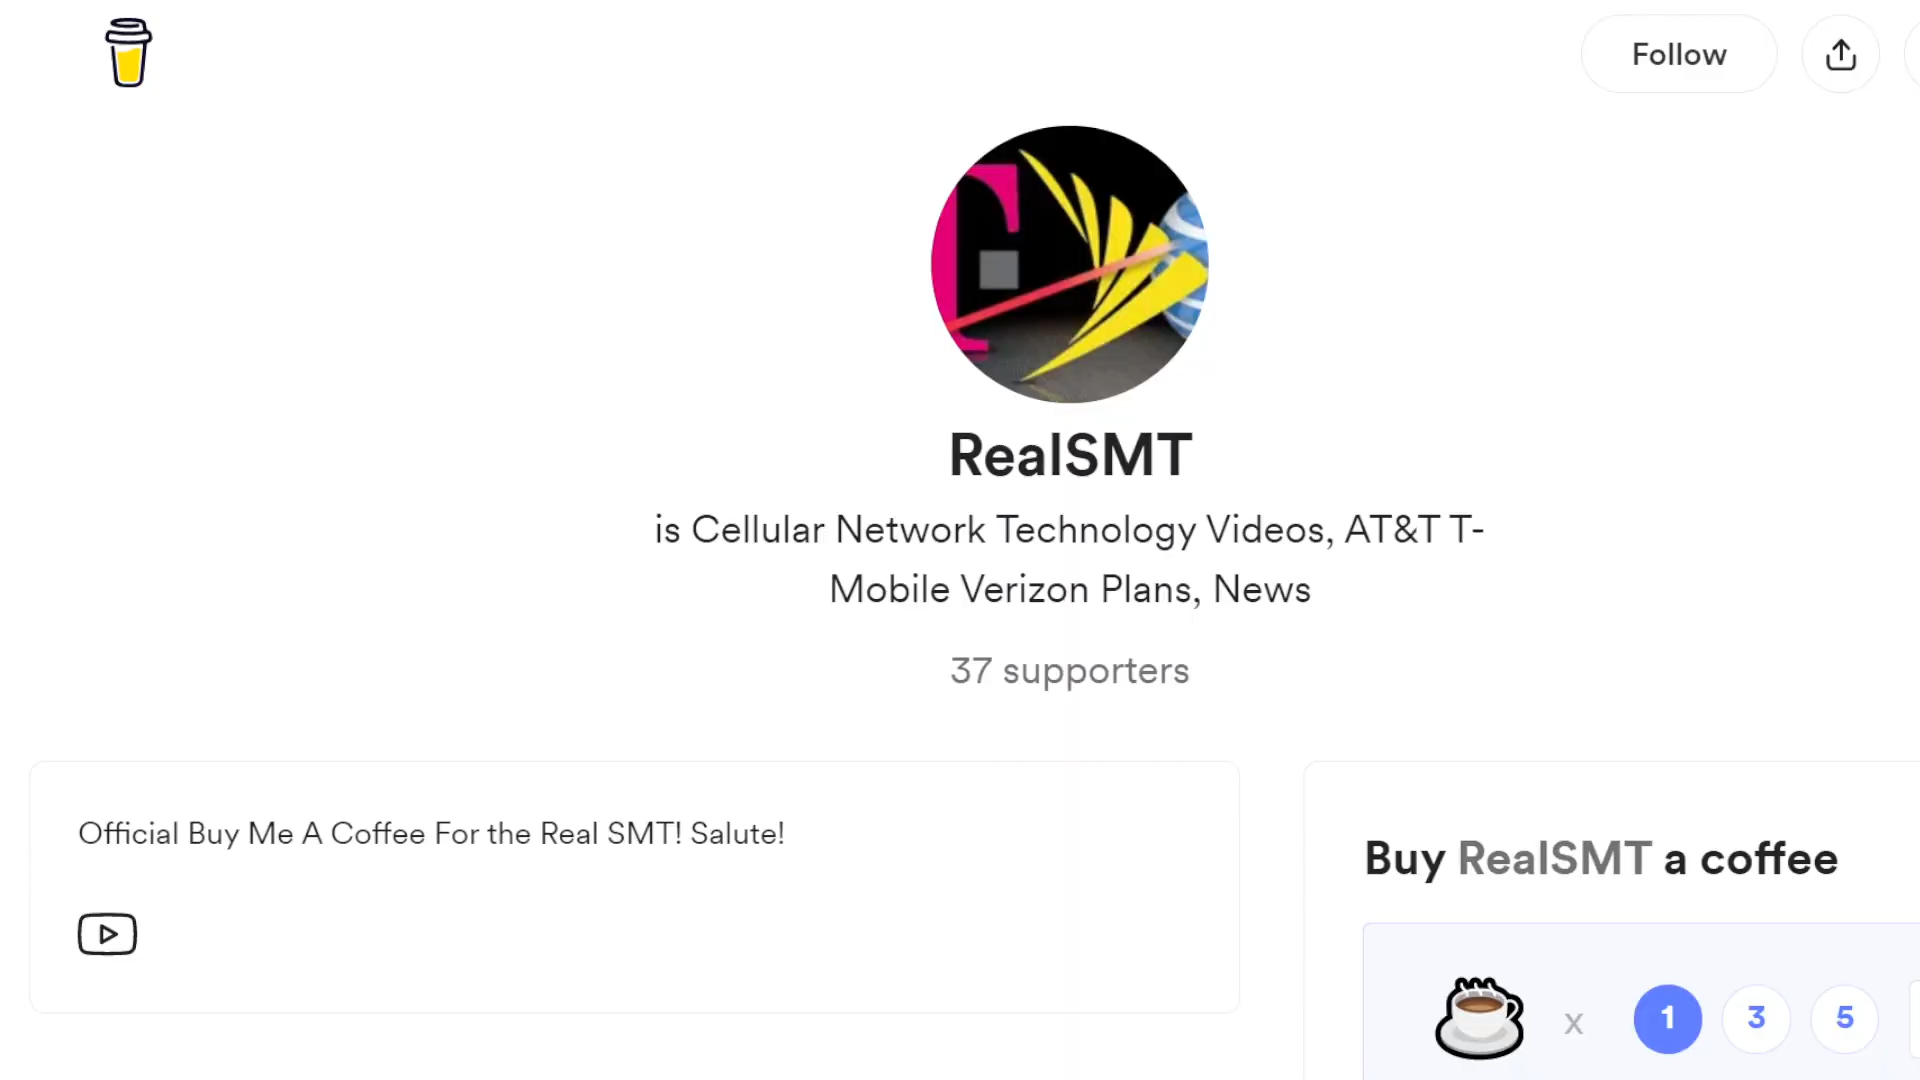 Follow
RealSMT
is Cellular Network Technology Videos, AT&T T-
Mobile Verizon Plans, News
37 supporters
Official Buy Me A Coffee For the Real SMT! Salute!
Buy RealSMT a coffee
x 1 3 5